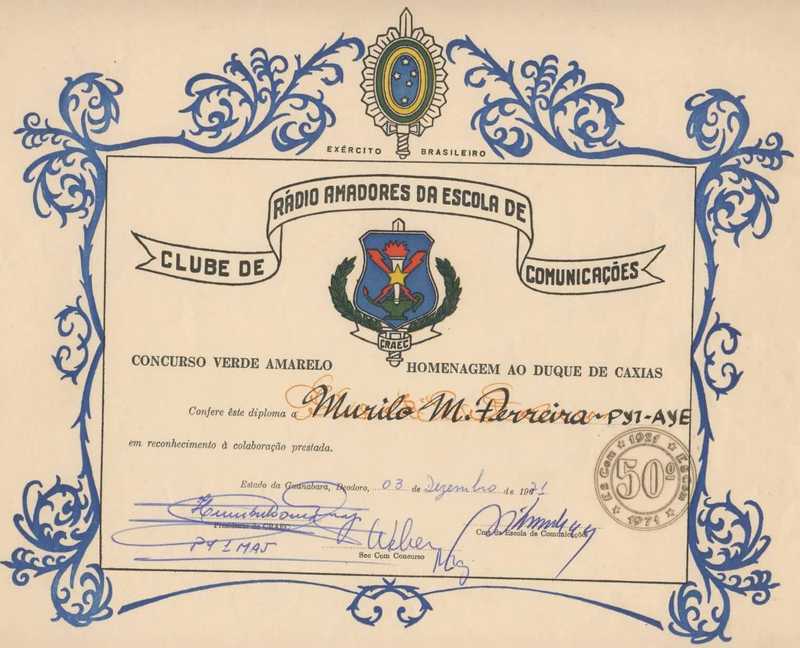 EXÉRCITO BRASILEIRO
CLUBE DE RÁDIO AMADORES DA ESCOLA DE COMUNICAÇÕES
CRAEC
CONCURSO VERDE AMARELO HOMENAGEM AO DUQUE DE CAXIAS
Confere êste diploma a Murilo M. Ferreira - PY1-AYE
em reconhecimento à colaboração prestada.
Es Com 1921 Es Com
50º
1971
Estado da Guanabara, Deodoro, 03 de Dezembro de 1971
Presidente do CRAEC
PY1MAJ
Weber
Sec Com Concurso
Cmt da Escola de Comunicações